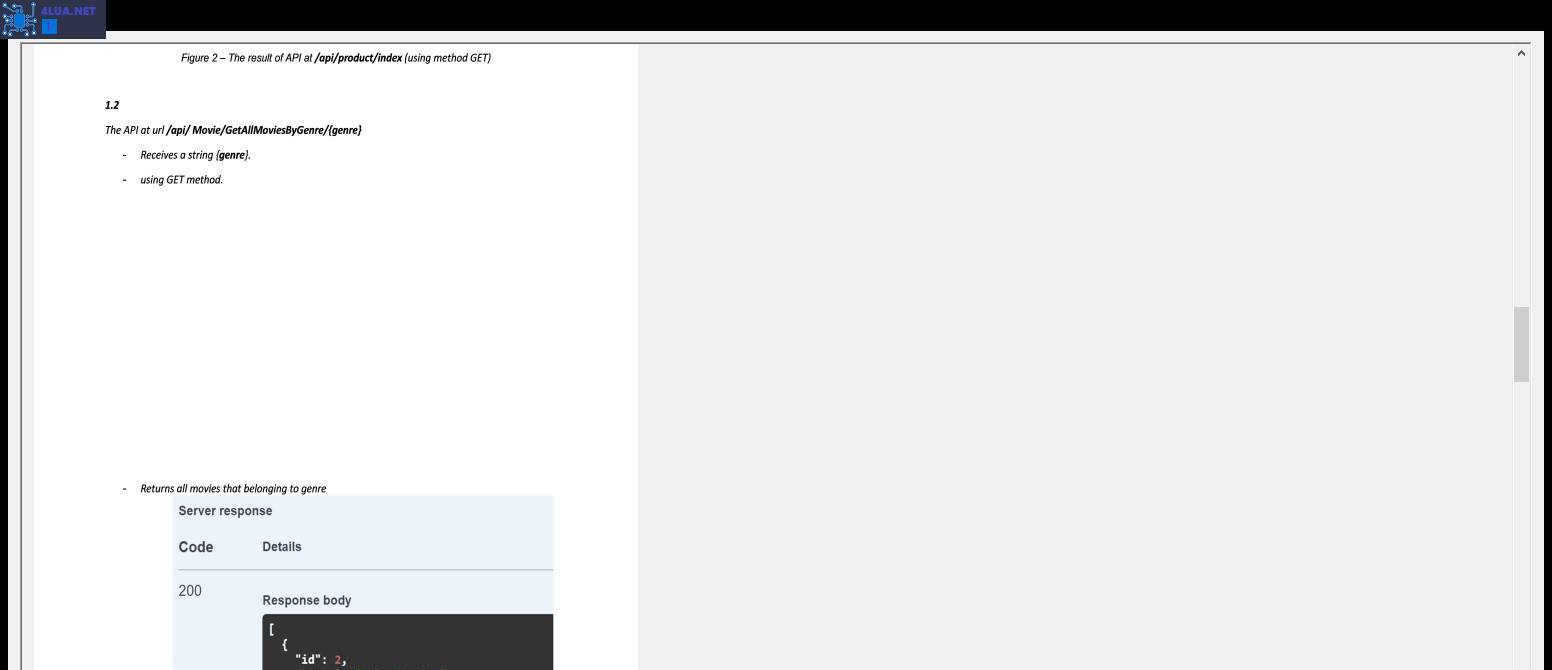 4LUA.NET
Figure 2 – The result of API at /api/product/index (using method GET)
1.2
The API at url /api/ Movie/GetAllMoviesByGenre/{genre}
- Receives a string {genre}.
- using GET method.
- Returns all movies that belonging to genre
Server response
Code Details
200
Response body
[
{
"id": 2,